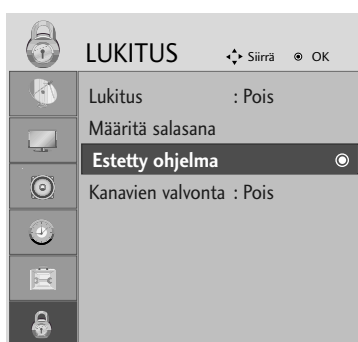 LUKITUS Siirrä OK
Lukitus : Pois
Määritä salasana
Estetty ohjelma
Kanavien valvonta : Pois